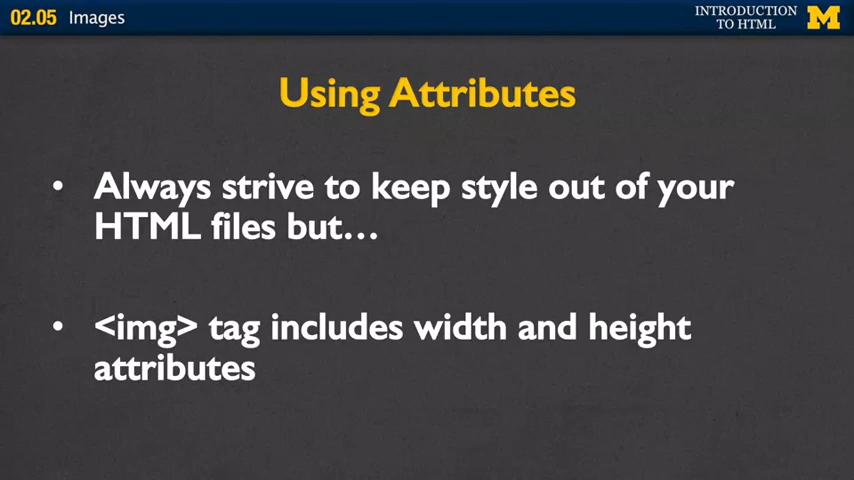 02.05 Images
INTRODUCTION
TO HTML
M
Using Attributes
• Always strive to keep style out of your
HTML files but…
• <img> tag includes width and height
attributes